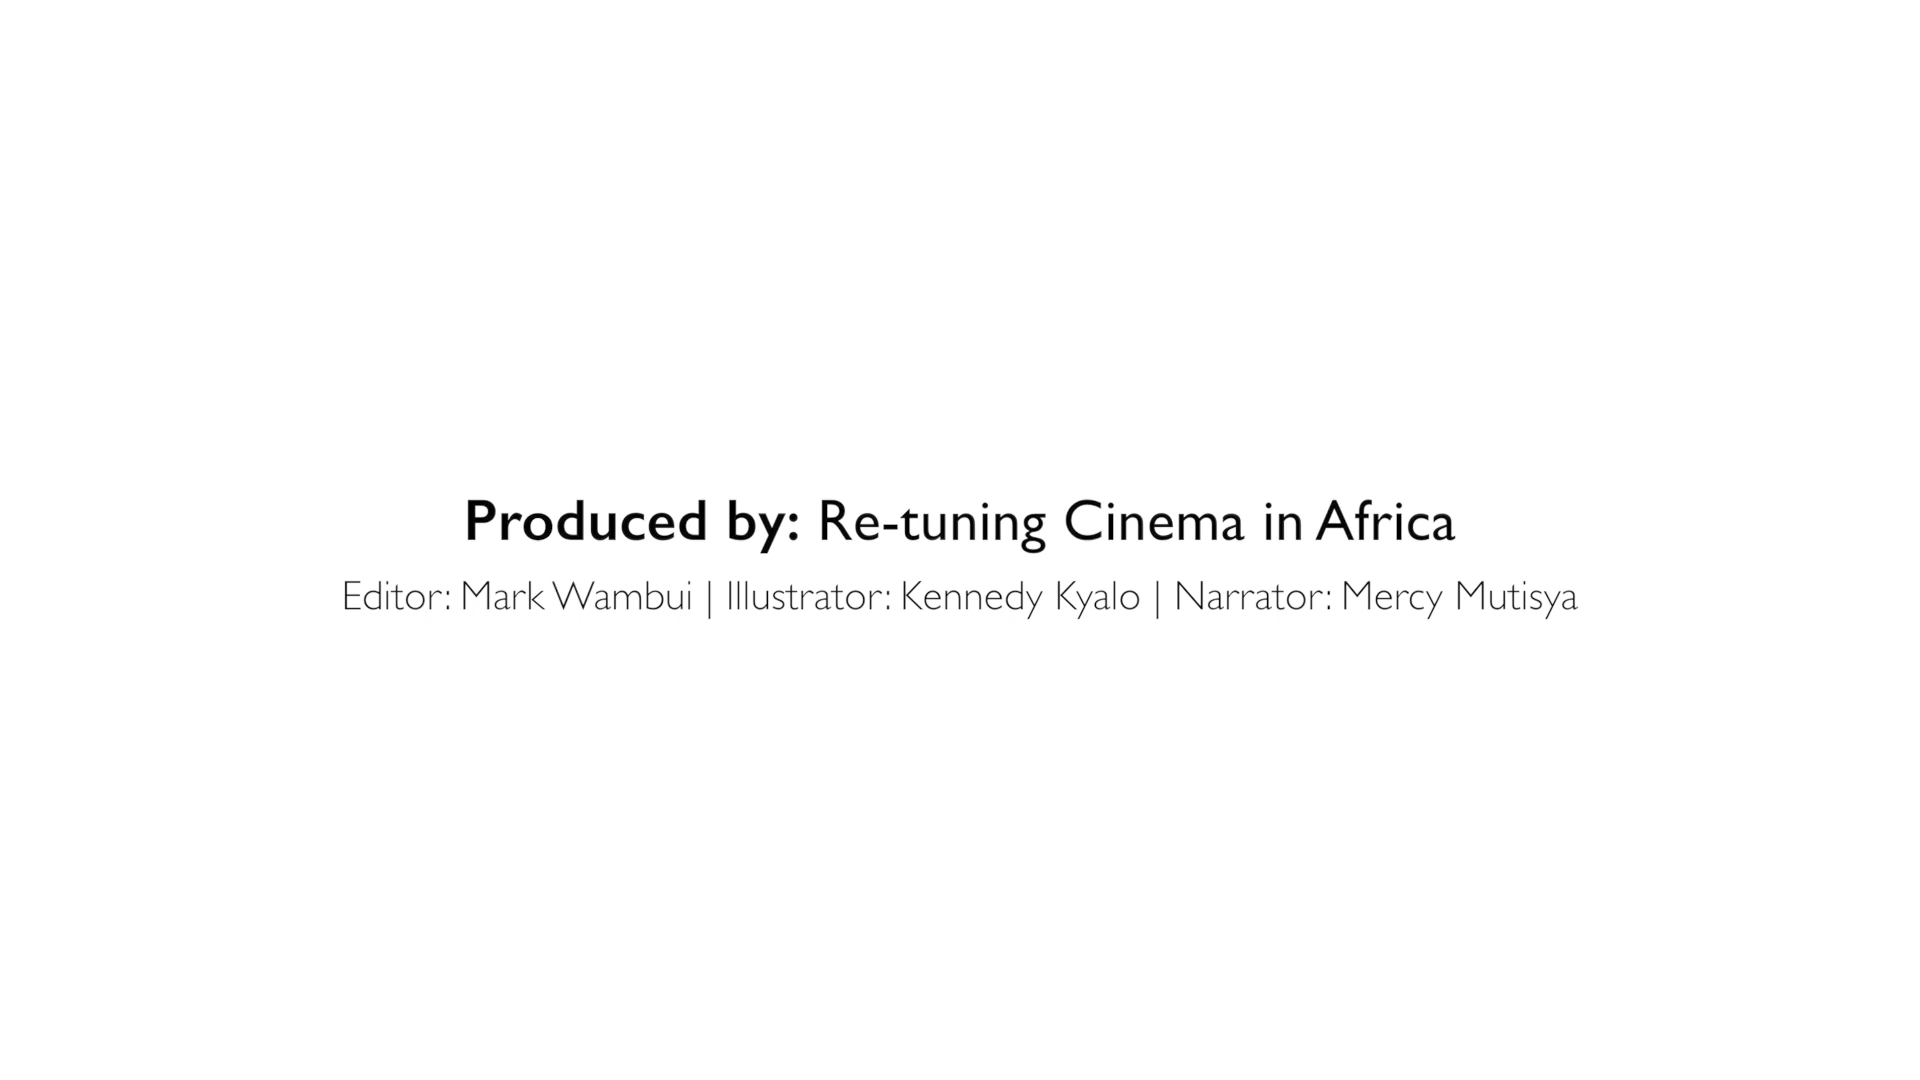 Produced by: Re-tuning Cinema in Africa
Editor: Mark Wambui | Illustrator: Kennedy Kyalo | Narrator: Mercy Mutisya